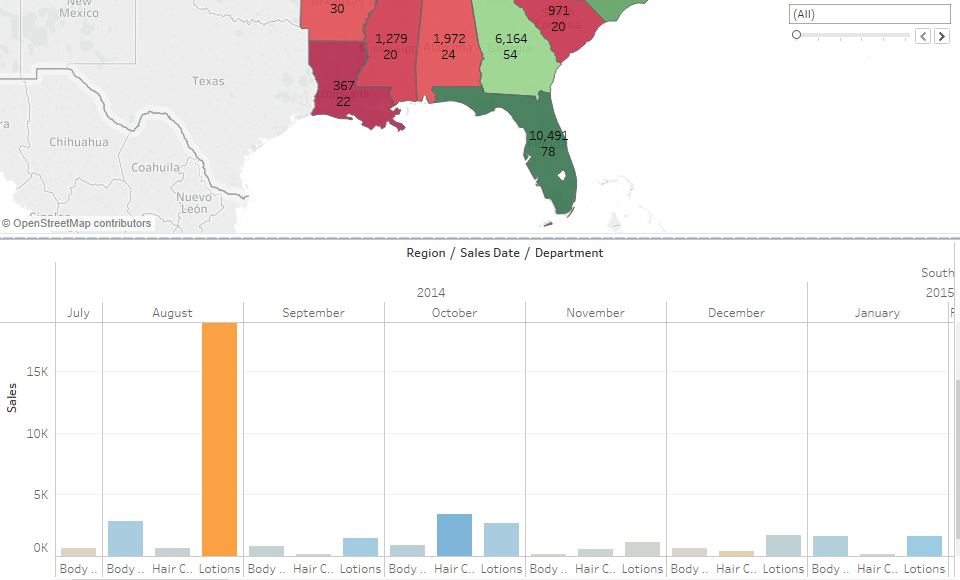 30
New
Mexico
(All)
971
20
1,279
20
1,972
24
6,164
54
Texas
367
22
Chihuahua
Coahuila
10,491
78
Nuevo
León
© OpenStreetMap contributors
Region / Sales Date / Department
South
2014
2015
July
August
September
October
November
December
January
Sales
15K
10K
5K
0K
Body .. Body .. Hair C.. Lotions Body .. Hair C.. Lotions Body .. Hair C.. Lotions Body .. Hair C.. Lotions Body .. Hair C.. Lotions Body .. Hair C.. Lotions